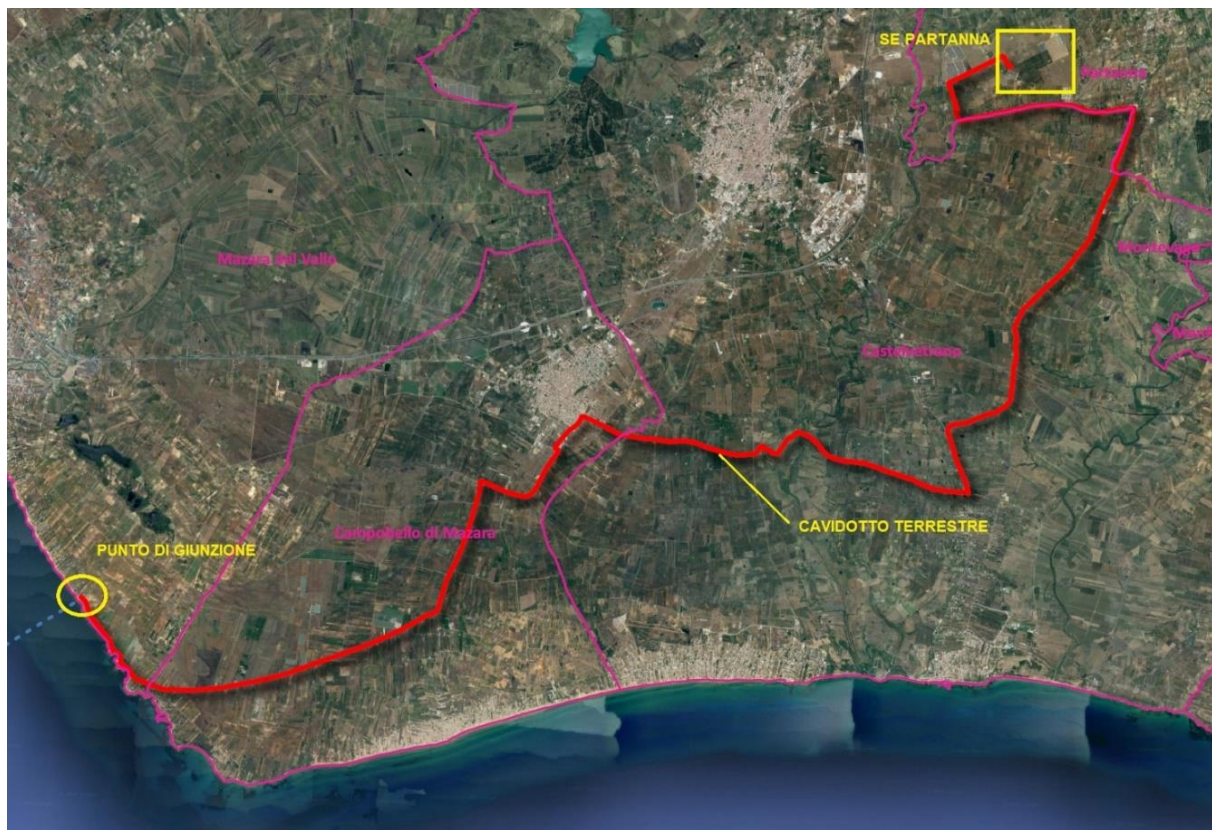 SE PARTANNA
Partanna
Mazara del Vallo
Castelvetrano
CAVIDOTTO TERRESTRE
Campobello di Mazara
PUNTO DI GIUNZIONE